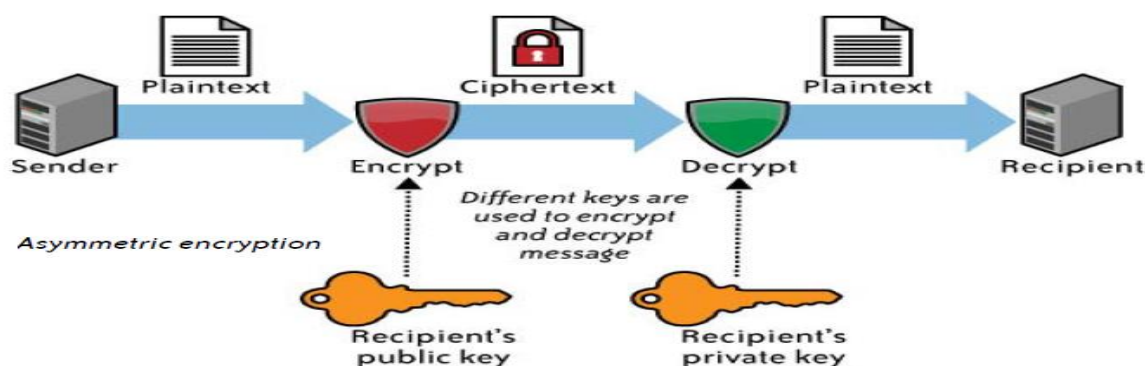 Plaintext
Ciphertext
Plaintext
Sender
Encrypt
Decrypt
Recipient
Different keys are
used to encrypt
and decrypt
message
Asymmetric encryption
Recipient's
public key
Recipient's
private key